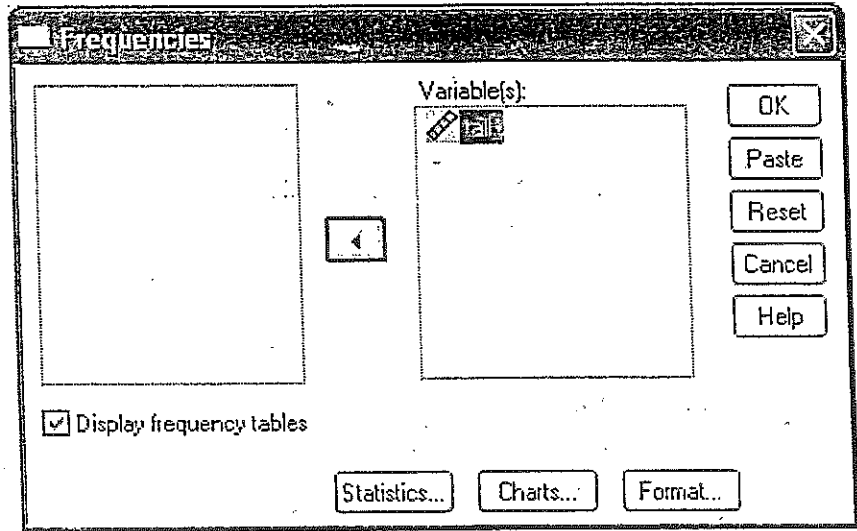 Frequencies
Variable(s):
OK
Paste
Reset
Cancel
Help
Display frequency tables
Statistics...
Charts...
Format...